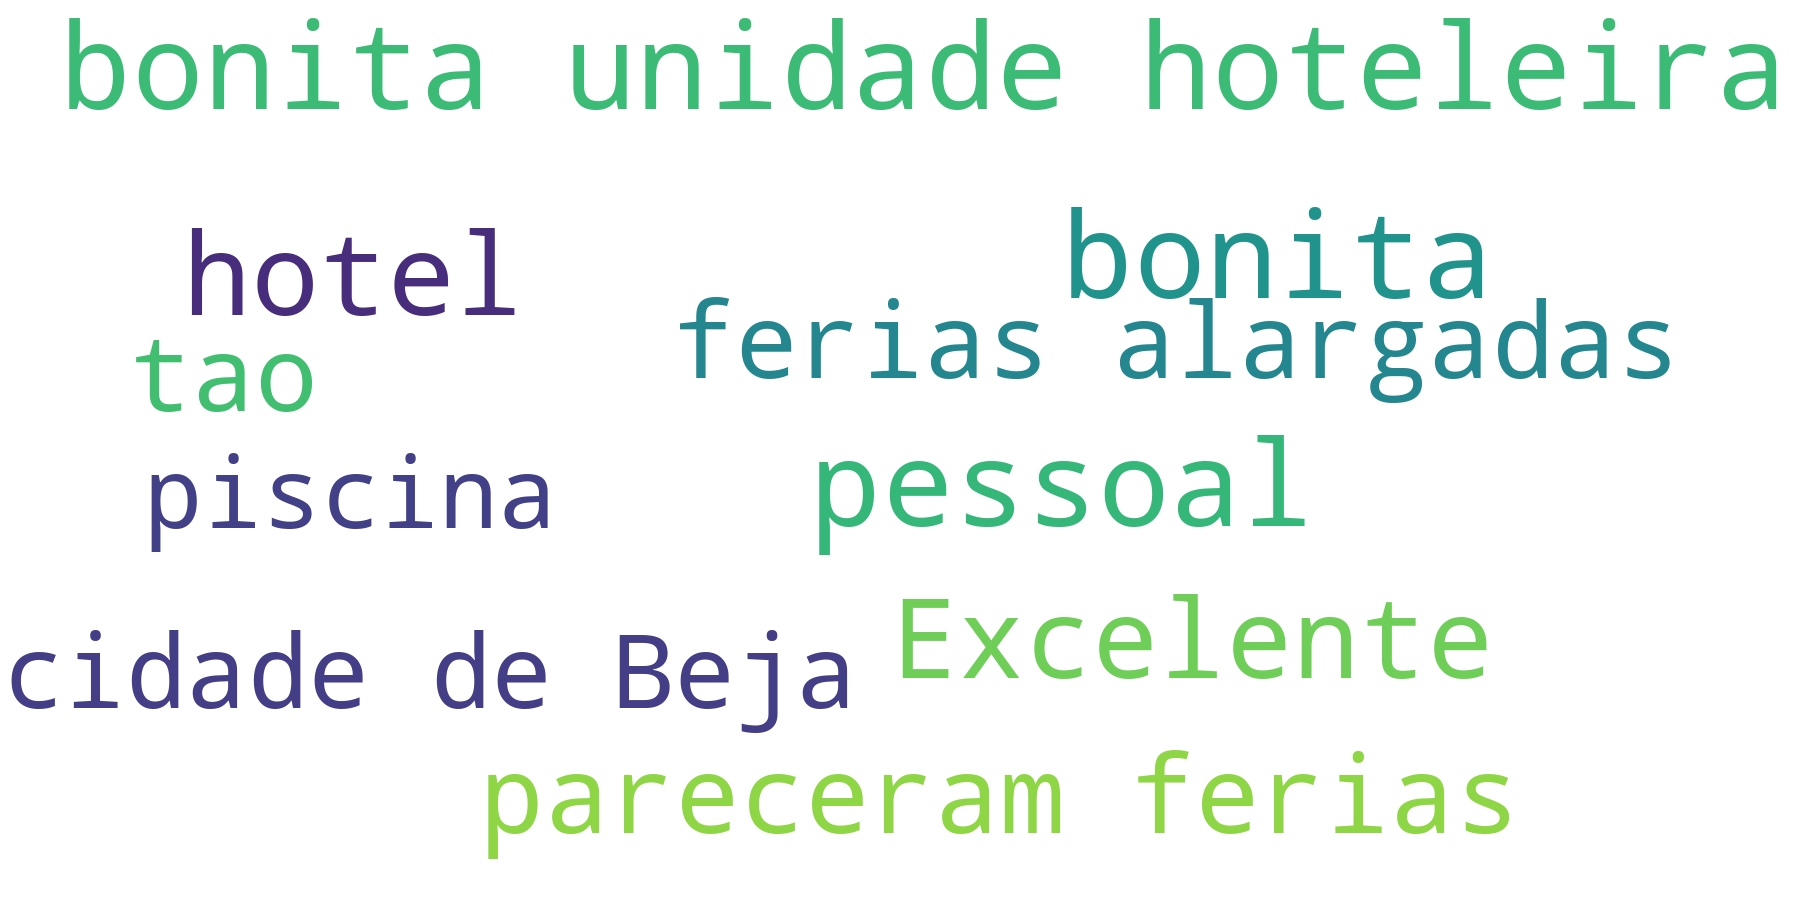 bonita unidade hoteleira
hotel
bonita
ferias alargadas
tao
piscina
pessoal
cidade de Beja
Excelente
pareceram ferias